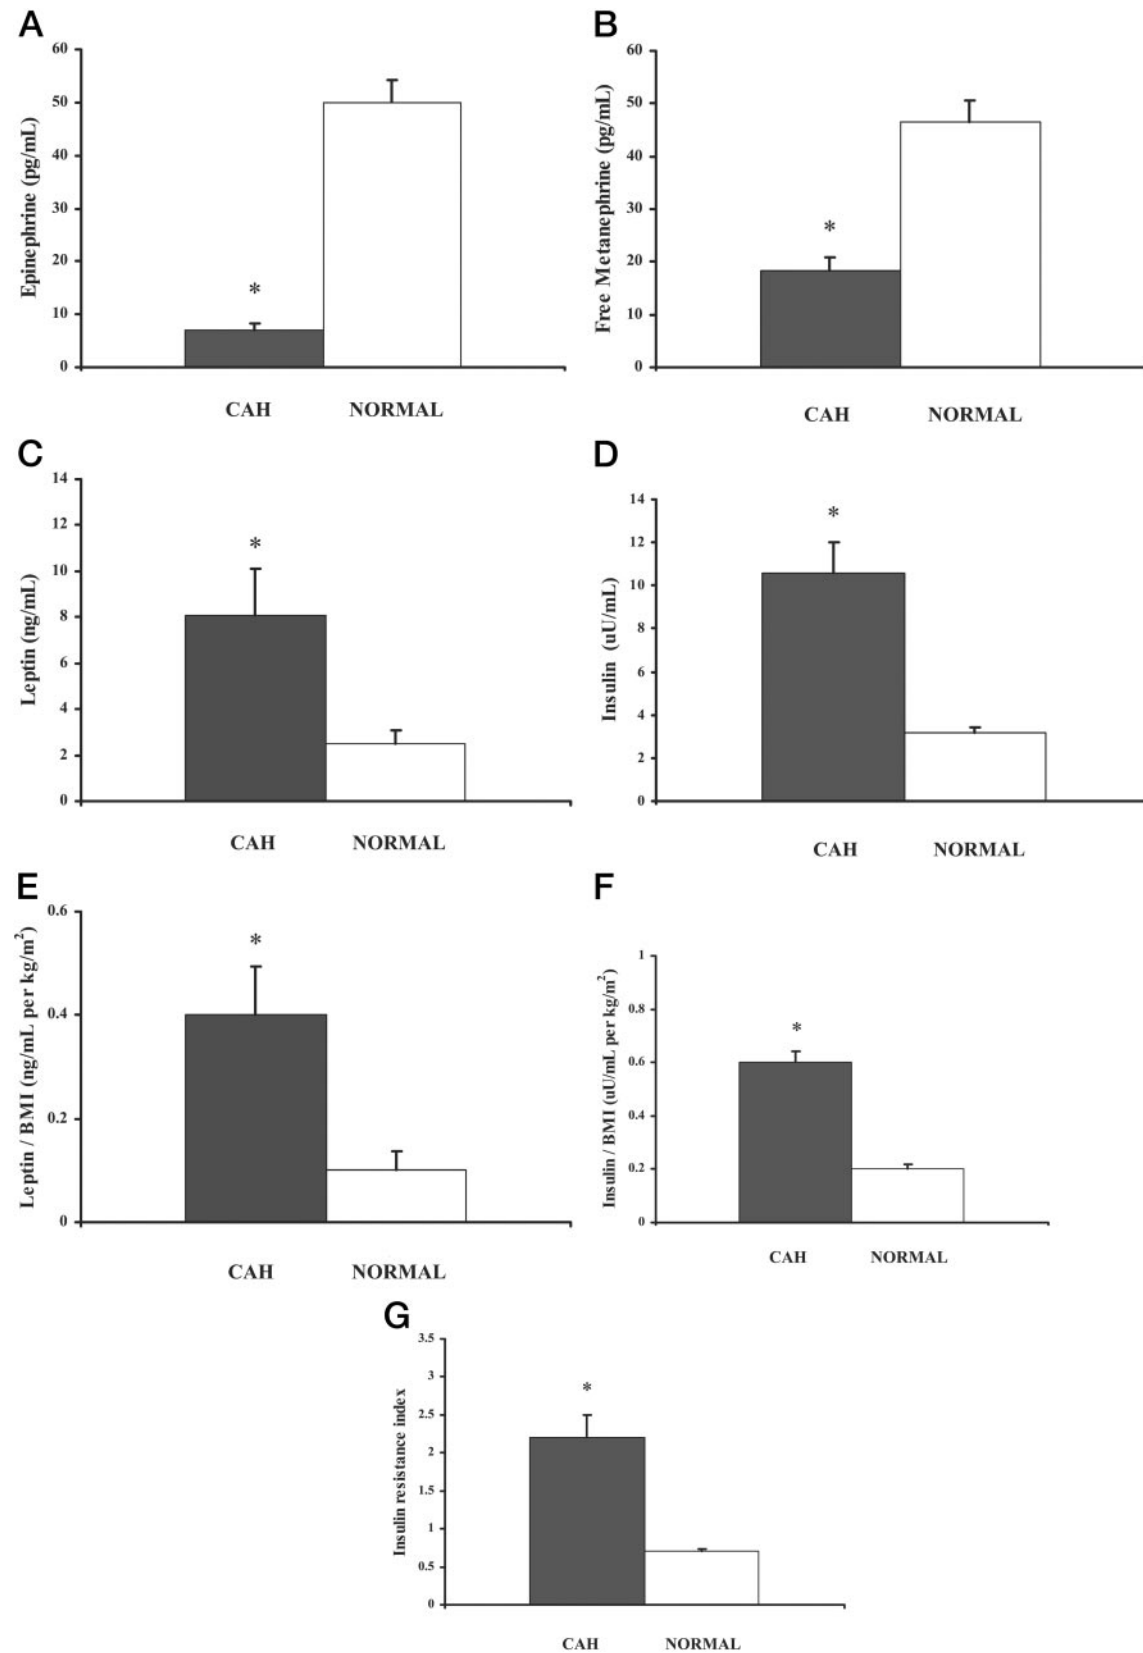 A
Epinephrine (pg/mL)
60
50
40
30
20
10
0
*
CAH NORMAL
B
Free Metanephrine (pg/mL)
60
50
40
30
20
10
0
*
CAH NORMAL
C
Leptin (ng/mL)
14
12
10
8
6
4
2
0
*
CAH NORMAL
D
Insulin (uU/mL)
14
12
10
8
6
4
2
0
*
CAH NORMAL
E
Leptin / BMI (ng/mL per kg/m²)
0.6
0.4
0.2
0
*
CAH NORMAL
F
Insulin / BMI (uU/mL per kg/m²)
1
0.8
0.6
0.4
0.2
0
*
CAH NORMAL
G
Insulin resistance index
3.5
3
2.5
2
1.5
1
0.5
0
*
CAH NORMAL